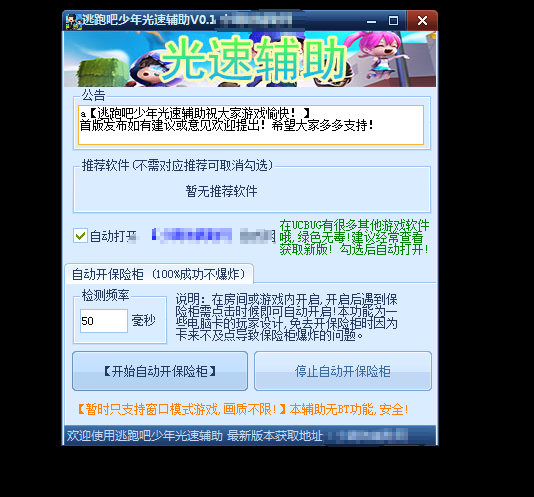 逃跑吧少年光速辅助V0.1
光速辅助
公告
a【逃跑吧少年光速辅助祝大家游戏愉快！】
首版发布如有建议或意见欢迎提出！希望大家多多支持！
推荐软件(不需对应推荐可取消勾选)
暂无推荐软件
自动打开
在UCBUG有很多其他游戏软件
哦,绿色无毒!建议经常查看
获取新版! 勾选后自动打开!
自动开保险柜 (100%成功不爆炸)
检测频率
50 毫秒
说明：在房间或游戏内开启,开启后遇到保
险柜需点击时候即可自动开启!本功能为一
些电脑卡的玩家设计,免去开保险柜时因为
卡来不及点导致保险柜爆炸的问题。
【开始自动开保险柜】
停止自动开保险柜
【暂时只支持窗口模式游戏,画质不限!】本辅助无BT功能,安全!
欢迎使用逃跑吧少年光速辅助 最新版本获取地址